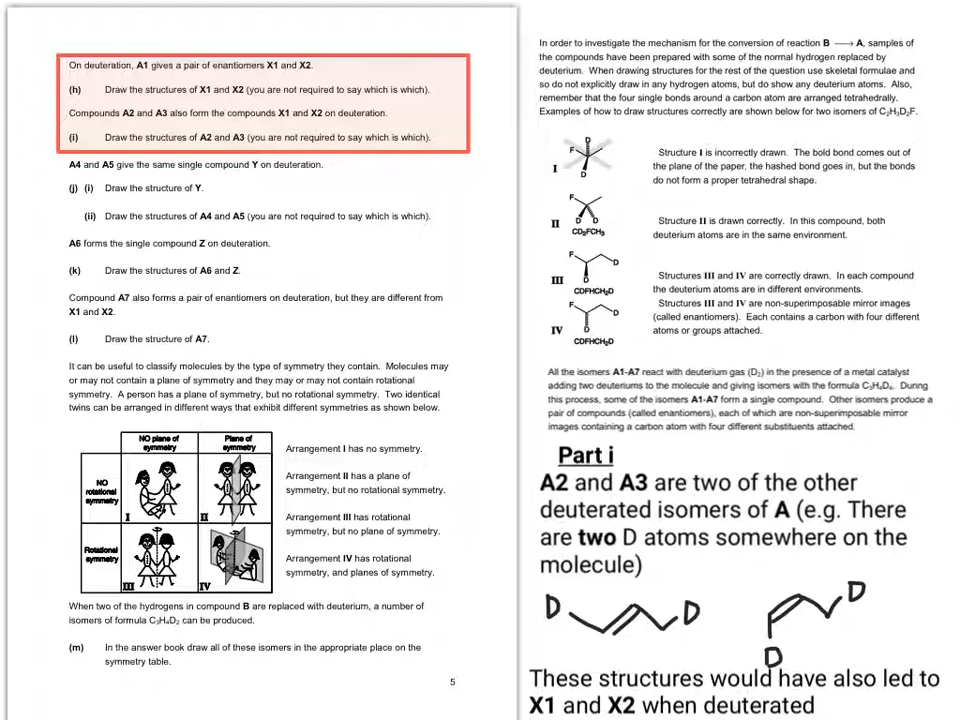 On deuteration, A1 gives a pair of enantiomers X1 and X2.
(h) Draw the structures of X1 and X2 (you are not required to say which is which).
Compounds A2 and A3 also form the compounds X1 and X2 on deuteration.
(i) Draw the structures of A2 and A3 (you are not required to say which is which).
A4 and A5 give the same single compound Y on deuteration.
(j) (i) Draw the structure of Y.
(ii) Draw the structures of A4 and A5 (you are not required to say which is which).
A6 forms the single compound Z on deuteration.
(k) Draw the structures of A6 and Z.
Compound A7 also forms a pair of enantiomers on deuteration, but they are different from
X1 and X2.
(l) Draw the structure of A7.
It can be useful to classify molecules by the type of symmetry they contain. Molecules may
or may not contain a plane of symmetry and they may or may not contain rotational
symmetry. A person has a plane of symmetry, but no rotational symmetry. Two identical
twins can be arranged in different ways that exhibit different symmetries as shown below.
NO plane of
symmetry
Plane of
symmetry
NO
rotational
symmetry
I
II
Rotational
symmetry
III
IV
Arrangement I has no symmetry.
Arrangement II has a plane of
symmetry, but no rotational symmetry.
Arrangement III has rotational
symmetry, but no plane of symmetry.
Arrangement IV has rotational
symmetry, and planes of symmetry.
When two of the hydrogens in compound B are replaced with deuterium, a number of
isomers of formula C₃H₄D₂ can be produced.
(m) In the answer book draw all of these isomers in the appropriate place on the
symmetry table.
5
In order to investigate the mechanism for the conversion of reaction B ⟶ A, samples of
the compounds have been prepared with some of the normal hydrogen replaced by
deuterium. When drawing structures for the rest of the question use skeletal formulae and
so do not explicitly draw in any hydrogen atoms, but do show any deuterium atoms. Also,
remember that the four single bonds around a carbon atom are arranged tetrahedrally.
Examples of how to draw structures correctly are shown below for two isomers of C₂H₃D₂F.
D
F
D
I
Structure I is incorrectly drawn. The bold bond comes out of
the plane of the paper, the hashed bond goes in, but the bonds
do not form a proper tetrahedral shape.
F
II
D D
CD₂FCH₃
Structure II is drawn correctly. In this compound, both
deuterium atoms are in the same environment.
F
D
III
D
CDFHCH₂D
Structures III and IV are correctly drawn. In each compound
the deuterium atoms are in different environments.
Structures III and IV are non-superimposable mirror images
(called enantiomers). Each contains a carbon with four different
atoms or groups attached.
F
D
IV
D
CDFHCH₂D
All the isomers A1-A7 react with deuterium gas (D₂) in the presence of a metal catalyst
adding two deuteriums to the molecule and giving isomers with the formula C₃H₄D₄. During
this process, some of the isomers A1-A7 form a single compound. Other isomers produce a
pair of compounds (called enantiomers), each of which are non-superimposable mirror
images containing a carbon atom with four different substituents attached.
Part i
A2 and A3 are two of the other
deuterated isomers of A (e.g. There
are two D atoms somewhere on the
molecule)
D D
D
D
These structures would have also led to
X1 and X2 when deuterated